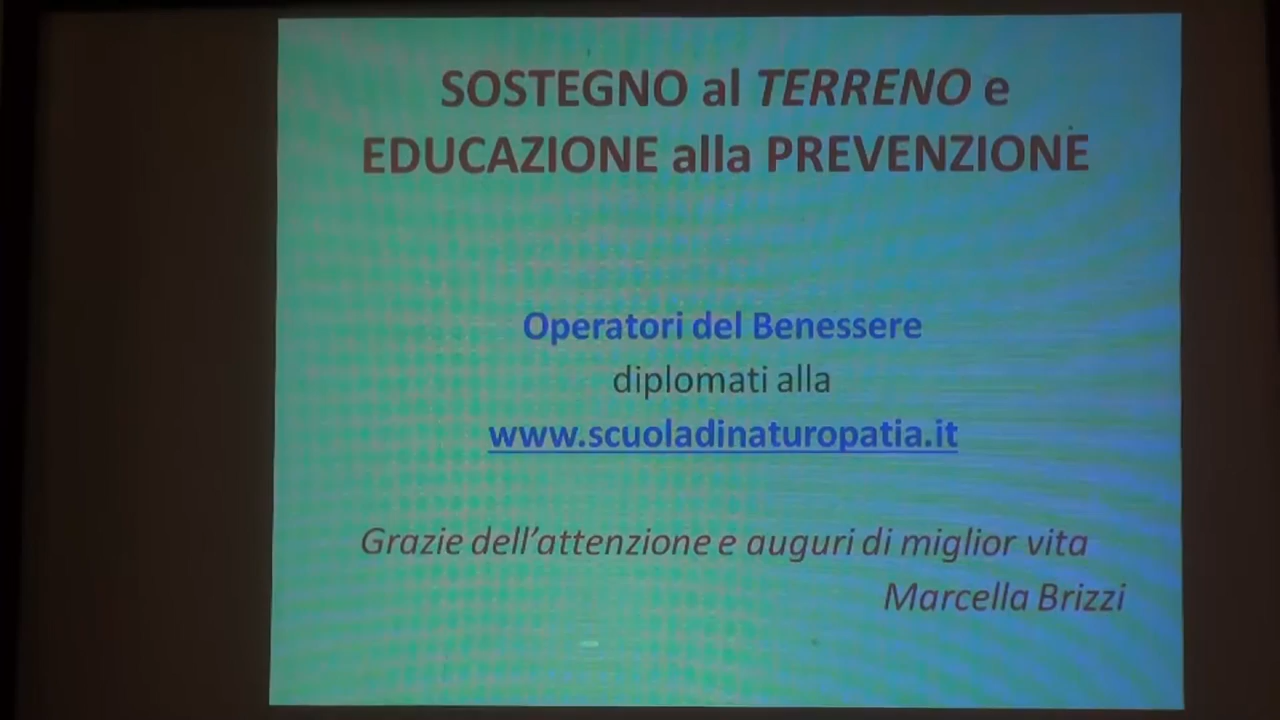 SOSTEGNO al TERRENO e
EDUCAZIONE alla PREVENZIONE
Operatori del Benessere
diplomati alla
www.scuoladinaturopatia.it
Grazie dell’attenzione e auguri di miglior vita
Marcella Brizzi